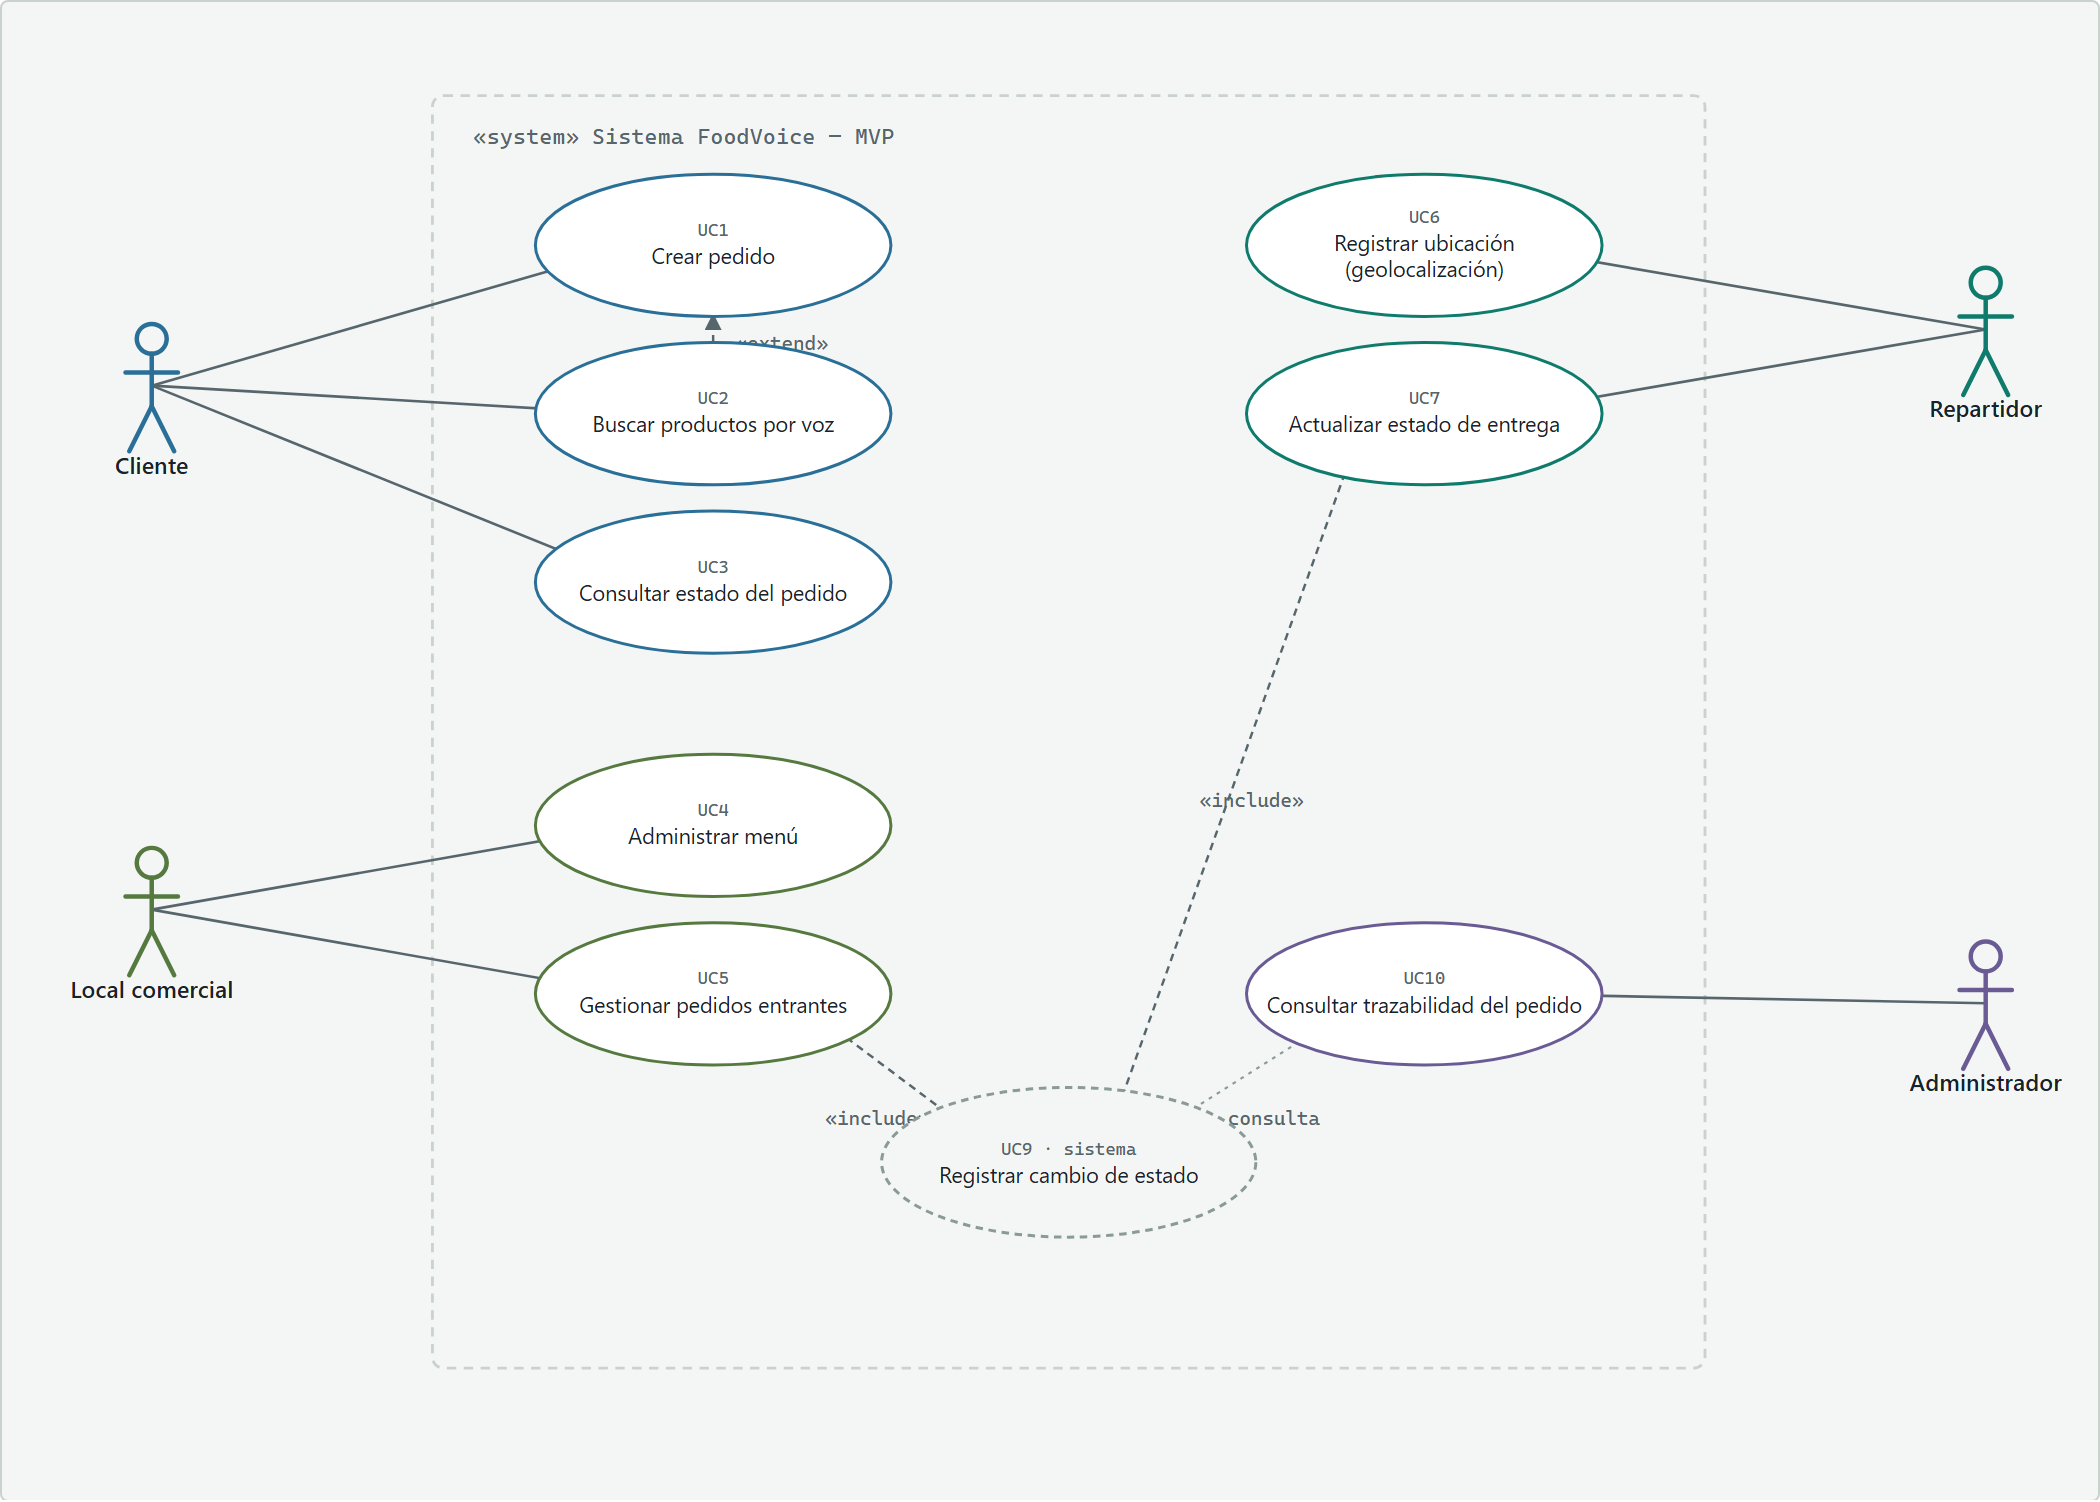 «system» Sistema FoodVoice — MVP
UC1
Crear pedido
«extend»
UC2
Buscar productos por voz
UC3
Consultar estado del pedido
Cliente
UC4
Administrar menú
UC5
Gestionar pedidos entrantes
Local comercial
UC6
Registrar ubicación
(geolocalización)
UC7
Actualizar estado de entrega
Repartidor
«include»
UC10
Consultar trazabilidad del pedido
Administrador
«include
consulta
UC9 · sistema
Registrar cambio de estado